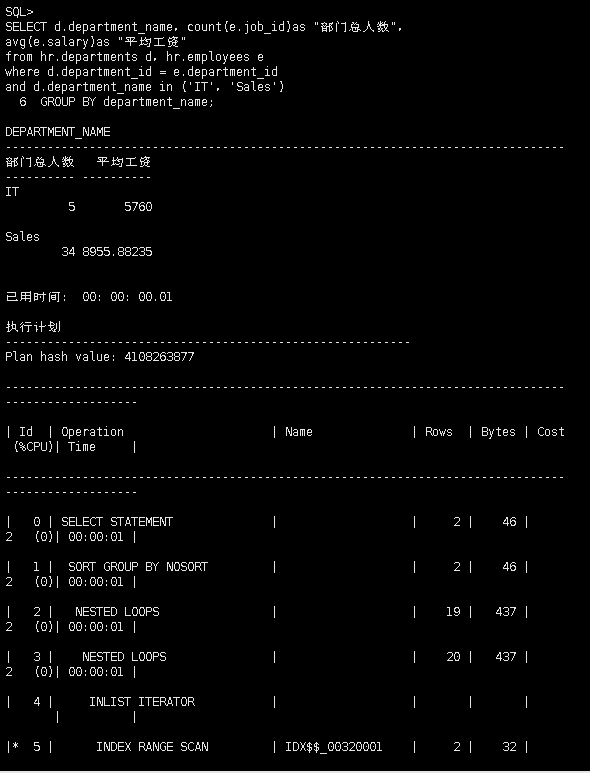 SQL>
SELECT d.department_name, count(e.job_id)as "部门总人数",
avg(e.salary)as "平均工资"
from hr.departments d, hr.employees e
where d.department_id = e.department_id
and d.department_name in ('IT', 'Sales')
  6  GROUP BY department_name;

DEPARTMENT_NAME
--------------------------------------------------------------------------------
部门总人数   平均工资
---------- ----------
IT
         5       5760

Sales
        34 8955.88235


已用时间:  00: 00: 00.01

执行计划
----------------------------------------------------------
Plan hash value: 4108263877

--------------------------------------------------------------------------------
-------------------

| Id  | Operation                     | Name            | Rows  | Bytes | Cost
 (%CPU)| Time     |

--------------------------------------------------------------------------------
-------------------

|   0 | SELECT STATEMENT              |                 |     2 |    46 |
2   (0)| 00:00:01 |

|   1 |  SORT GROUP BY NOSORT         |                 |     2 |    46 |
2   (0)| 00:00:01 |

|   2 |   NESTED LOOPS                |                 |    19 |   437 |
2   (0)| 00:00:01 |

|   3 |    NESTED LOOPS               |                 |    20 |   437 |
2   (0)| 00:00:01 |

|   4 |     INLIST ITERATOR           |                 |       |       |
       |          |

|*  5 |      INDEX RANGE SCAN         | IDX$$_00320001  |     2 |    32 |